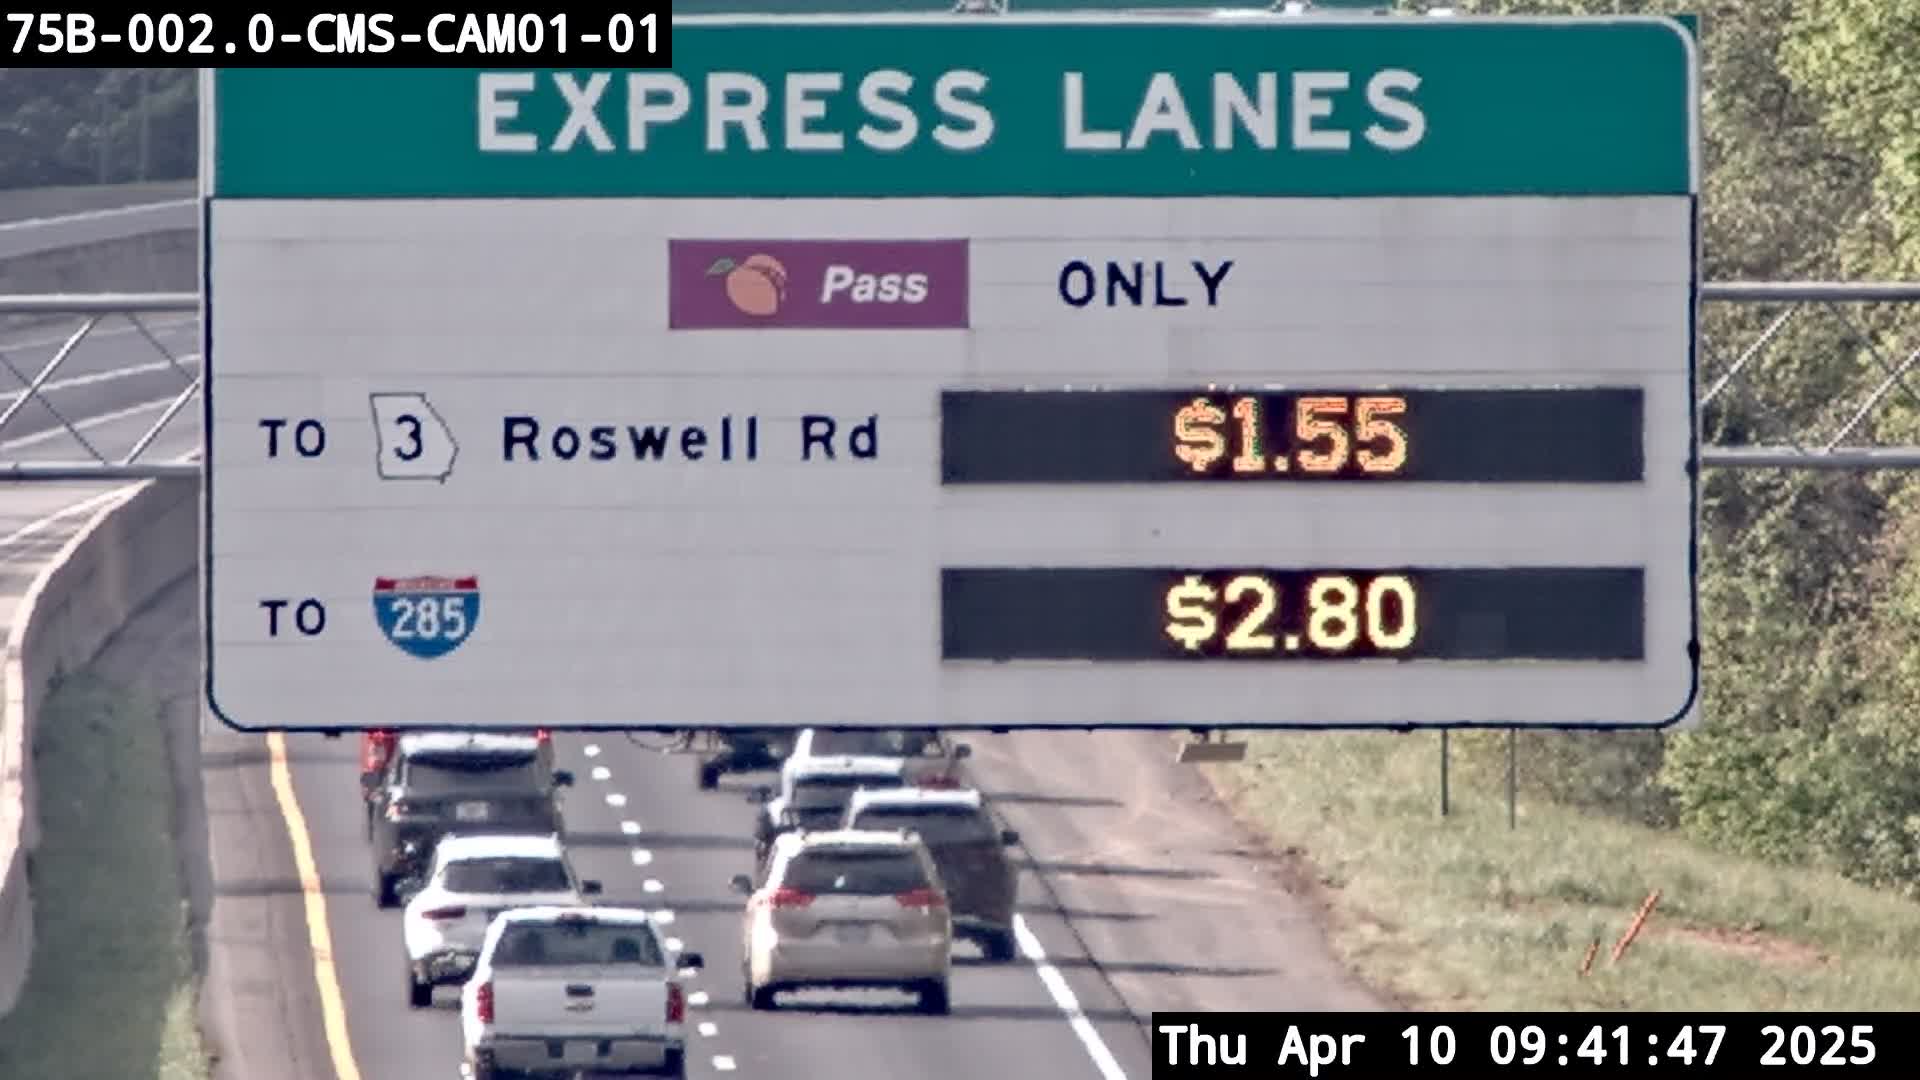 75B-002.0-CMS-CAM01-01
EXPRESS LANES
Pass ONLY
TO 3 Roswell Rd $1.55
TO 285 $2.80
Thu Apr 10 09:41:47 2025